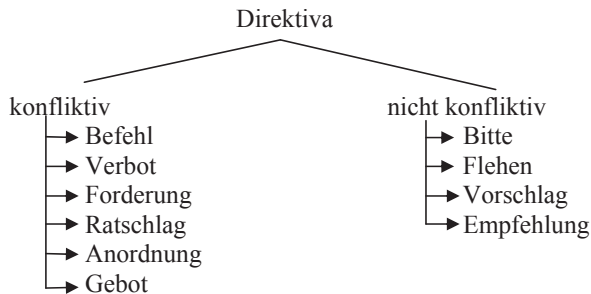 Direktiva
konfliktiv
Befehl
Verbot
Forderung
Ratschlag
Anordnung
Gebot
nicht konfliktiv
Bitte
Flehen
Vorschlag
Empfehlung